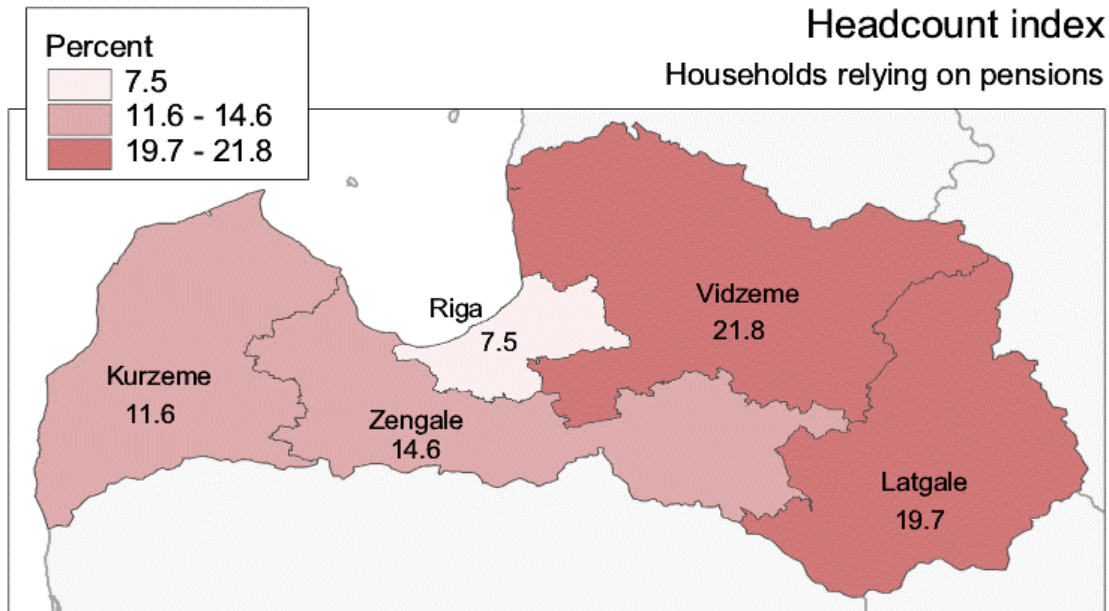 Headcount index
Households relying on pensions
Percent
7.5
11.6 - 14.6
19.7 - 21.8
Riga
7.5
Vidzeme
21.8
Kurzeme
11.6
Zengale
14.6
Latgale
19.7